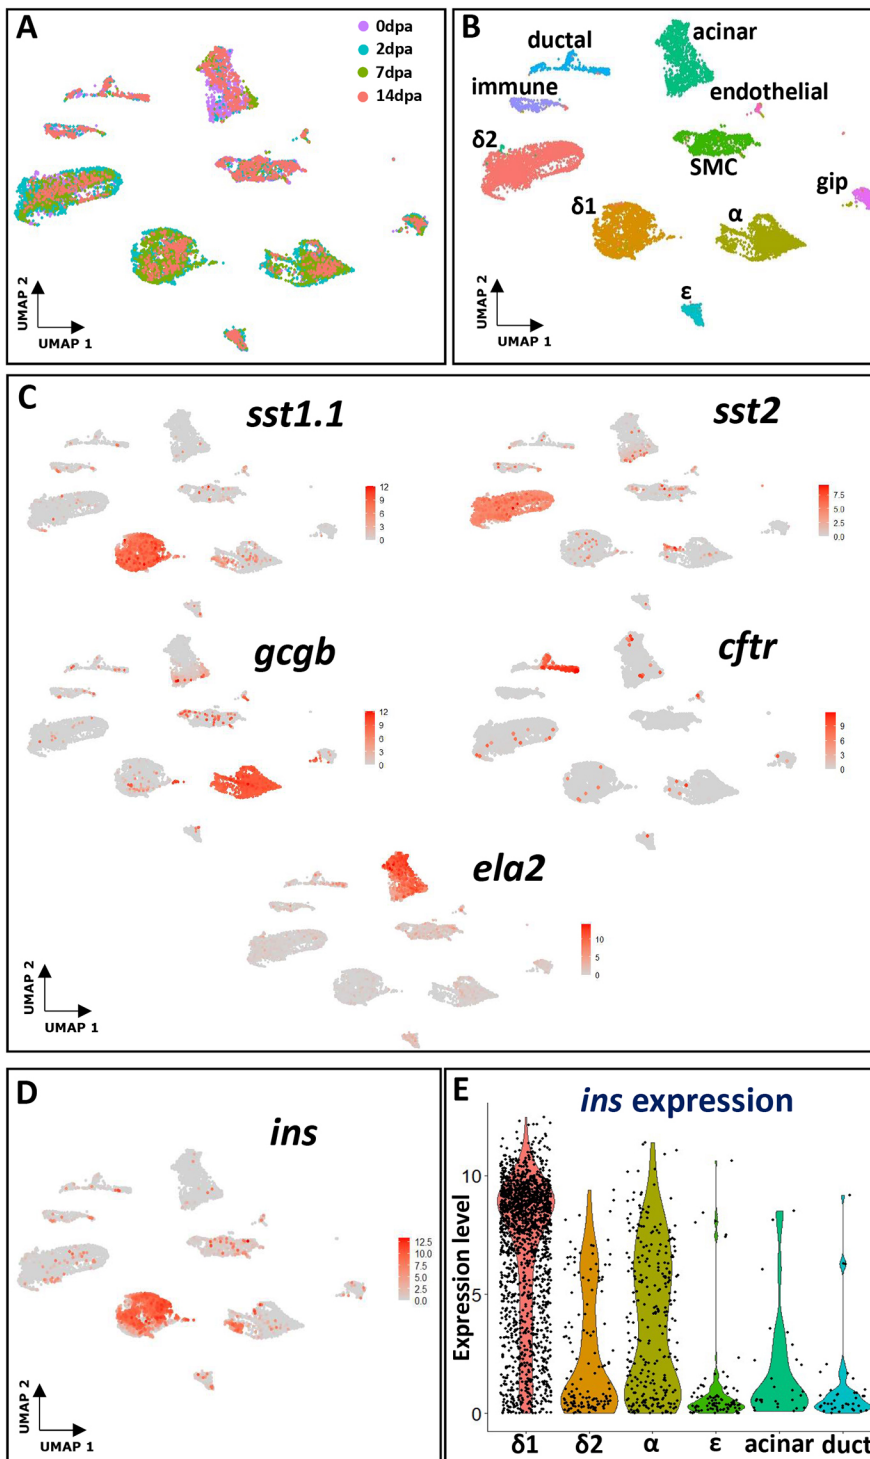 A
0dpa
2dpa
7dpa
14dpa
UMAP 2
UMAP 1
B
ductal
acinar
immune
endothelial
δ2
SMC
gip
δ1
α
ε
UMAP 2
UMAP 1
C
sst1.1
12
9
6
3
0
sst2
7.5
5.0
2.5
0.0
gcgb
12
9
6
3
0
cftr
9
6
3
0
ela2
10
5
0
UMAP 2
UMAP 1
D
ins
12.5
10.0
7.5
5.0
2.5
0.0
UMAP 2
UMAP 1
E
ins expression
Expression level
10
5
0
δ1 δ2 α ε acinar duct